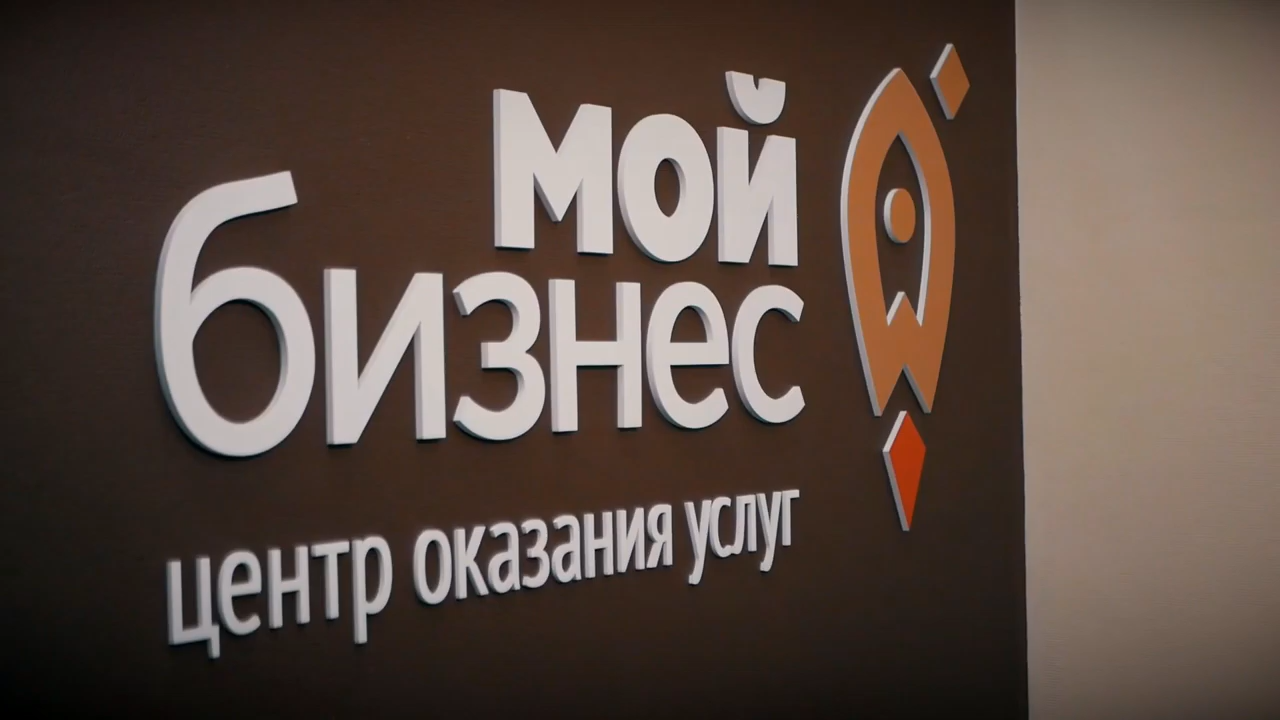 мой
бизнес
центр оказания услуг